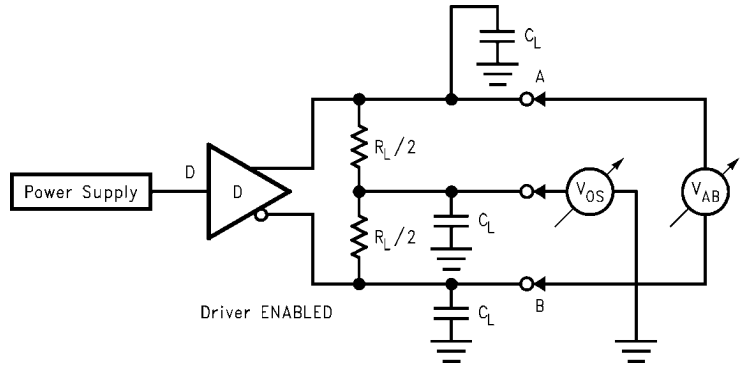 C_L
A
D
R_L/2
Power Supply
D
V_OS
V_AB
C_L
R_L/2
Driver ENABLED
C_L
B